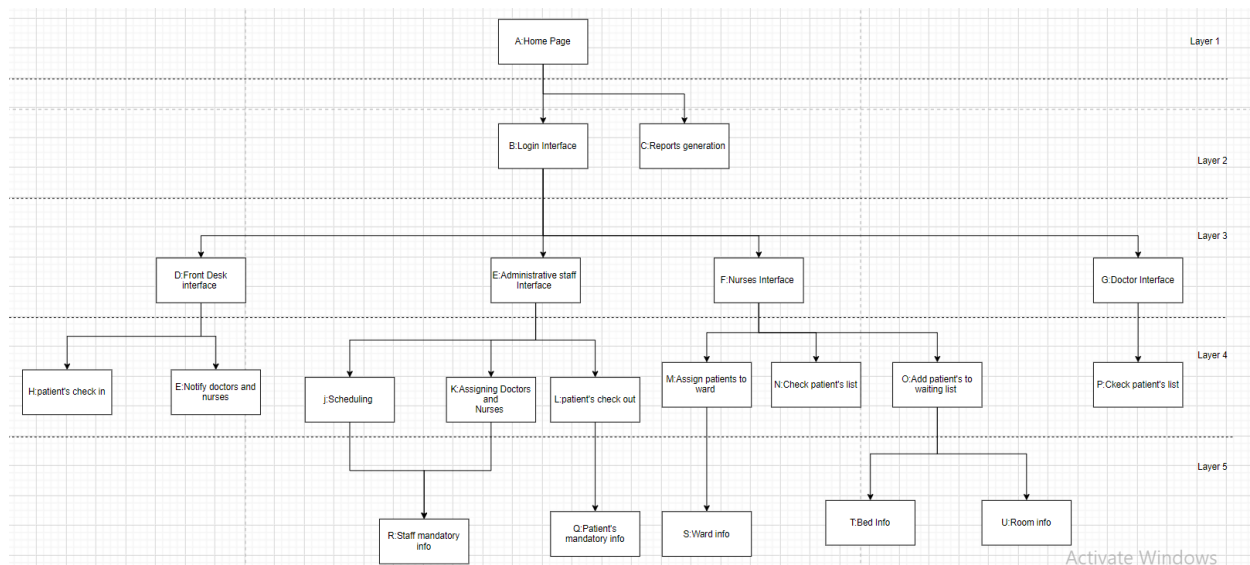 A:Home Page
Layer 1
B:Login Interface
C:Reports generation
Layer 2
Layer 3
D:Front Desk
interface
E:Administrative staff
Interface
F:Nurses Interface
G:Doctor Interface
Layer 4
H:patient's check in
E:Notify doctors and
nurses
j:Scheduling
K:Assigning Doctors
and
Nurses
L:patient's check out
M:Assign patients to
ward
N:Check patient's list
O:Add patient's to
waiting list
P:Ckeck patient's list
Layer 5
R:Staff mandatory
info
Q:Patient's
mandatory info
S:Ward info
T:Bed Info
U:Room info
Activate Windows